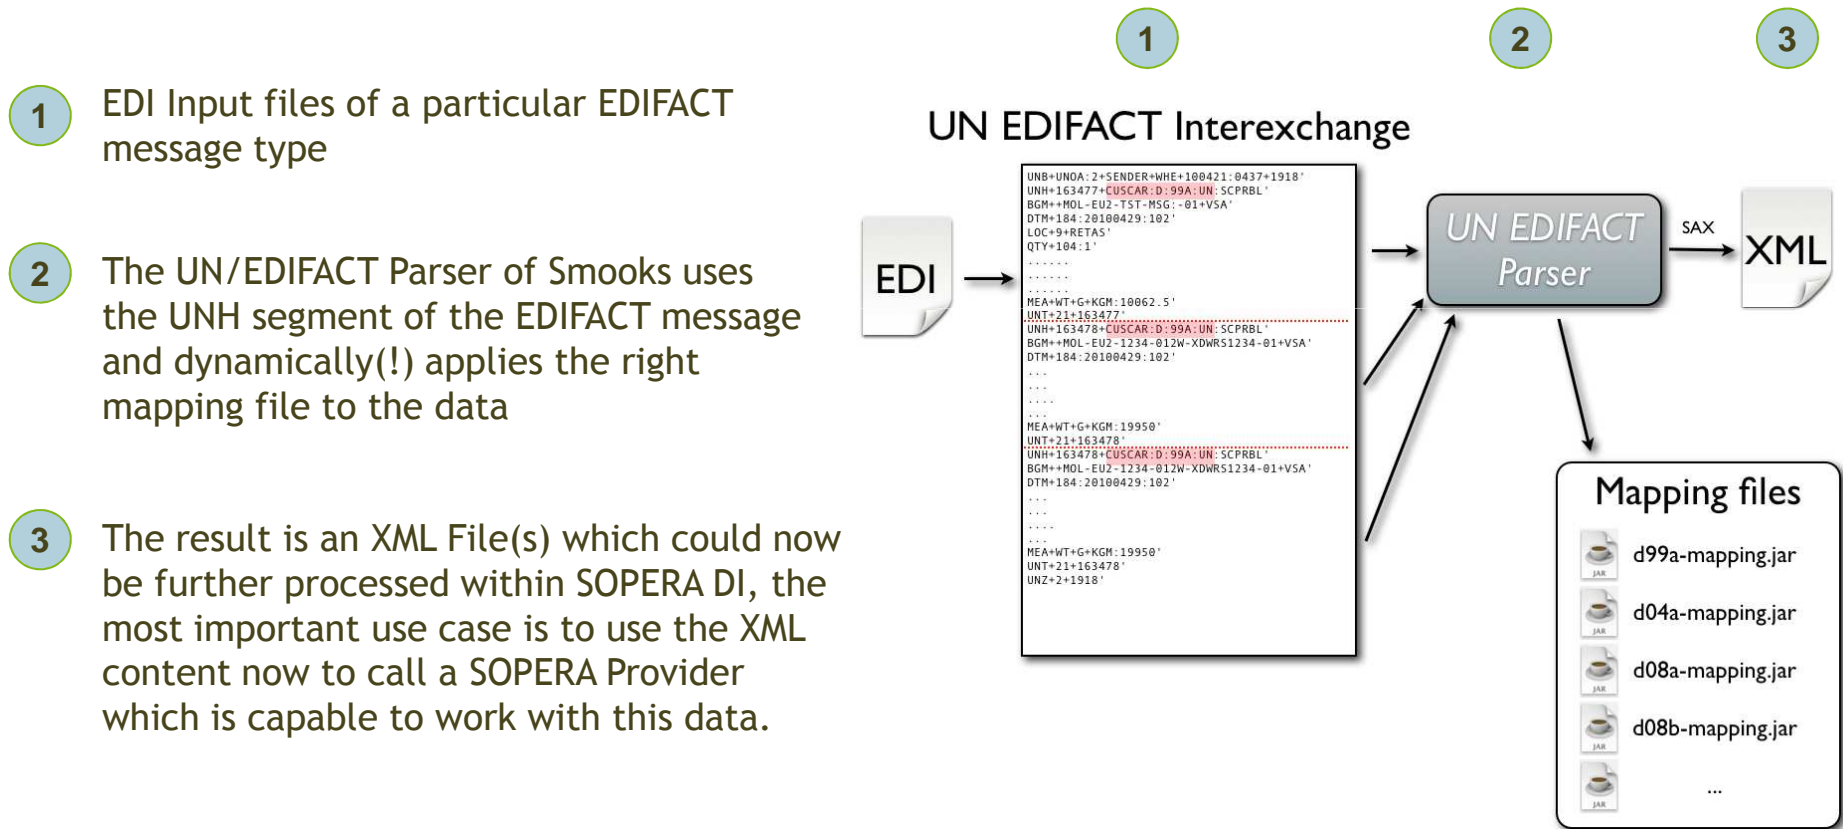 1
EDI Input files of a particular EDIFACT
message type
2
The UN/EDIFACT Parser of Smooks uses
the UNH segment of the EDIFACT message
and dynamically(!) applies the right
mapping file to the data
3
The result is an XML File(s) which could now
be further processed within SOPERA DI, the
most important use case is to use the XML
content now to call a SOPERA Provider
which is capable to work with this data.
1
2
3
UN EDIFACT Interexchange
EDI
UNB+UNOA:2+SENDER+WHE+100421:0437+1918'
UNH+163477+CUSCAR:D:99A:UN:SCPRBL'
BGM++MOL-EU2-TST-MSG:-01+VSA'
DTM+184:20100429:102'
LOC+9+RETAS'
QTY+104:1'
......
......
......
MEA+WT+G+KGM:10062.5'
UNT+21+163477'
UNH+163478+CUSCAR:D:99A:UN:SCPRBL'
BGM++MOL-EU2-1234-012W-XDWRS1234-01+VSA'
DTM+184:20100429:102'
...
...
....
...
MEA+WT+G+KGM:19950'
UNT+21+163478'
UNH+163478+CUSCAR:D:99A:UN:SCPRBL'
BGM++MOL-EU2-1234-012W-XDWRS1234-01+VSA'
DTM+184:20100429:102'
...
...
....
...
MEA+WT+G+KGM:19950'
UNT+21+163478'
UNZ+2+1918'
UN EDIFACT
Parser
SAX
XML
Mapping files
JAR
d99a-mapping.jar
JAR
d04a-mapping.jar
JAR
d08a-mapping.jar
JAR
d08b-mapping.jar
JAR
...